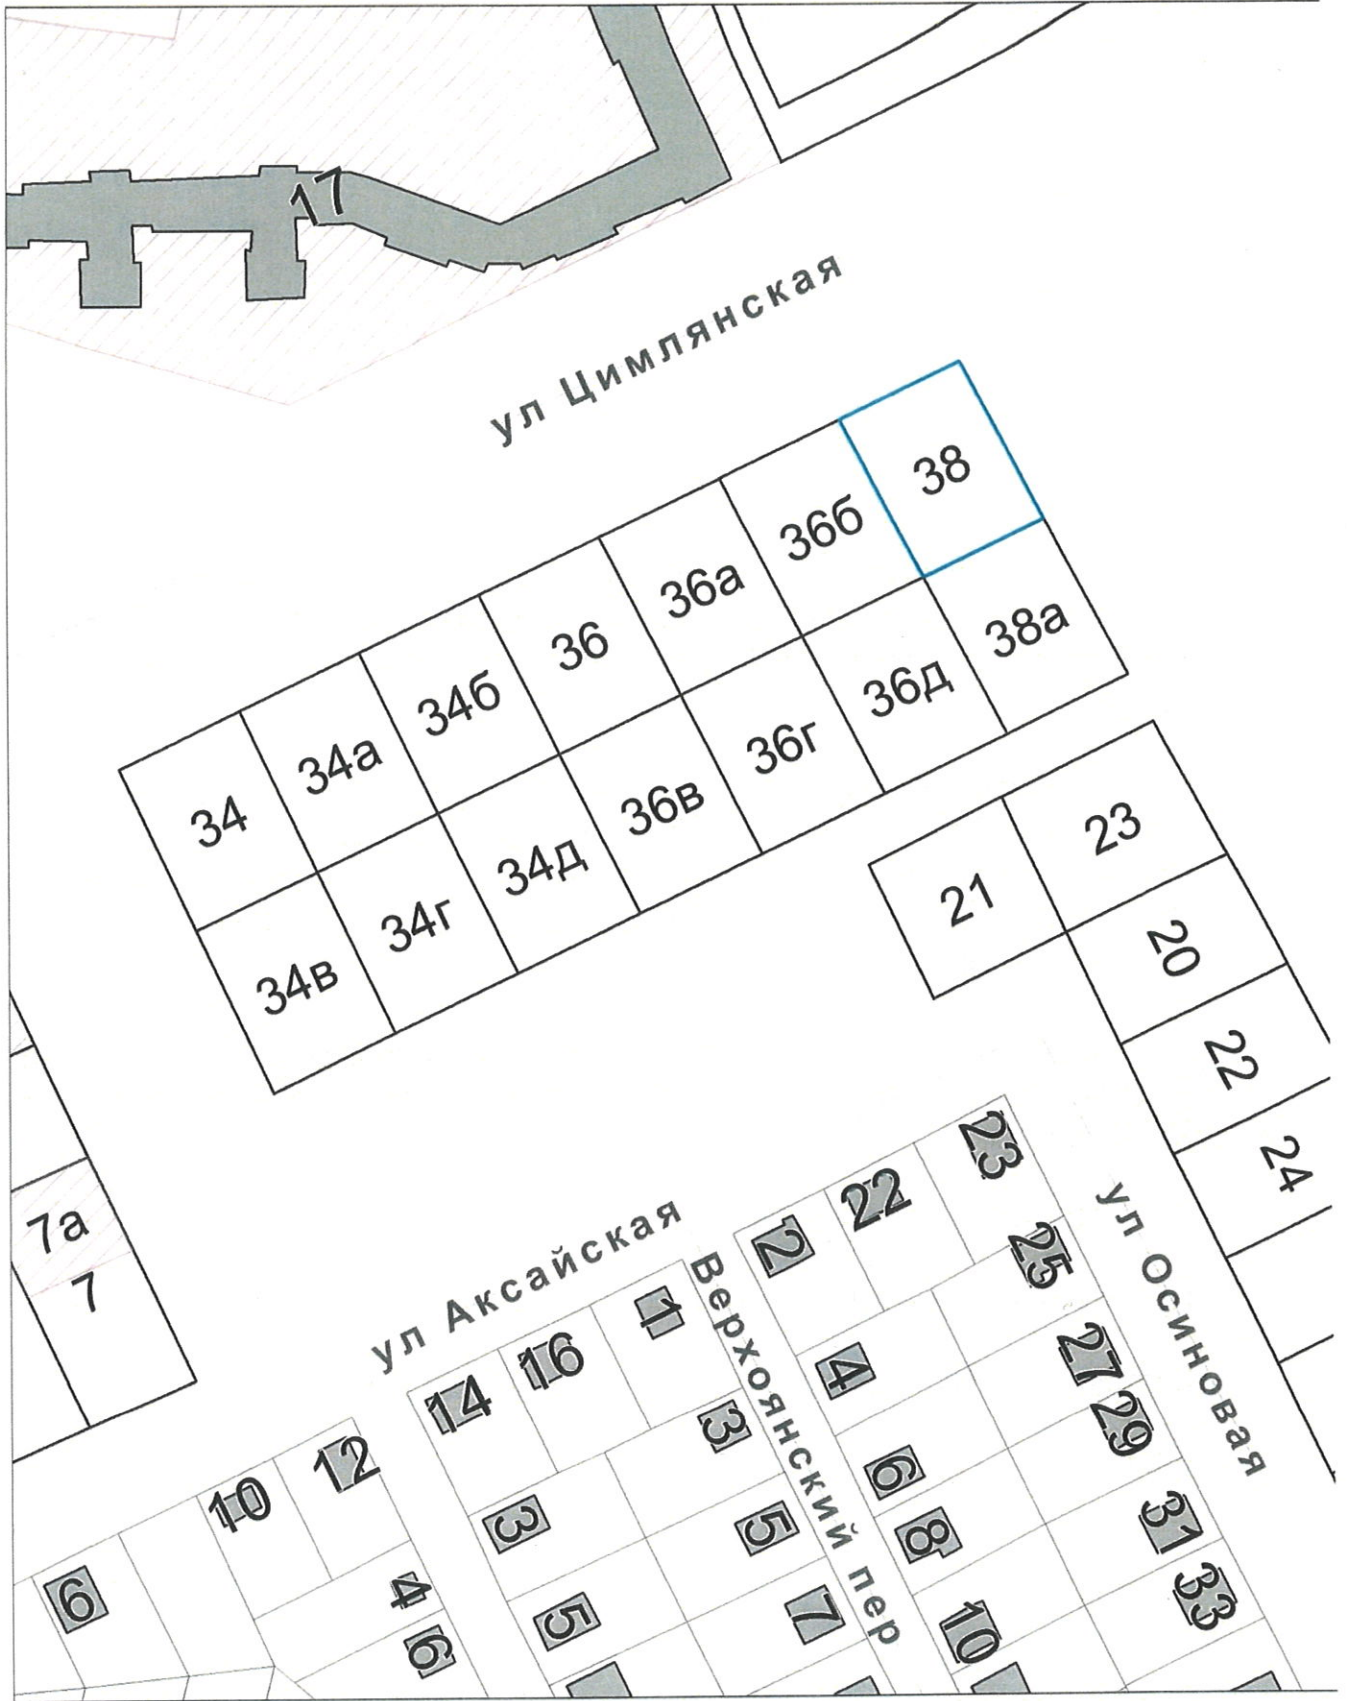 17
ул Цимлянская
38
36б
36а
36
34б
34а
34
38а
36д
36г
36в
34д
34г
34в
23
21
20
22
24
7а
7
ул Аксайская
Верхоянский пер
ул Осиновая
23
22
2
25
1
16
14
4
27
3
29
12
10
6
3
5
8
31
33
4
6
5
7
10
6